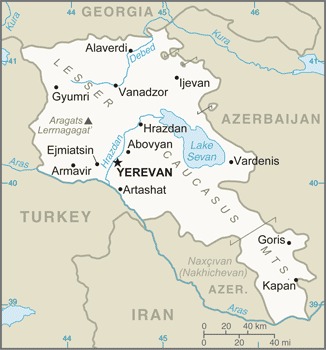 44
45
46
GEORGIA
Kura
Kura
Alaverdi
Debed
41
41
LESSER
Ijevan
Gyumri
Vanadzor
Aragats
Lerrnagagat'
Hrazdan
AZERBAIJAN
Abovyan
Lake
Sevan
Hrazdan
Ejmiatsin
Vardenis
Aras
Armavir
YEREVAN
40
40
CAUCASUS MTS.
Artashat
TURKEY
Goris
Naxçıvan
(Nakhichevan)
AZER.
Kapan
39
39
Aras
IRAN
0 20 40 km
0 20 40 mi
44
45
46